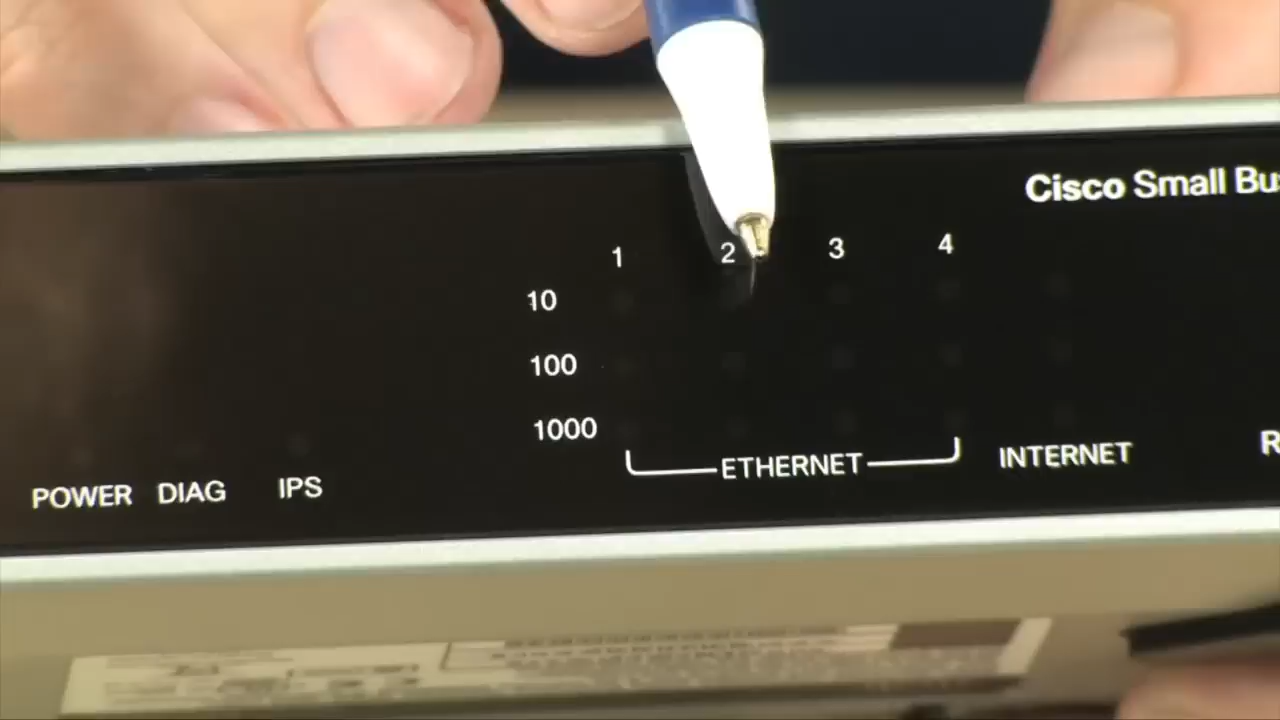 Cisco Small Bu
1 2 3 4
10
100
1000
ETHERNET INTERNET R
POWER DIAG IPS